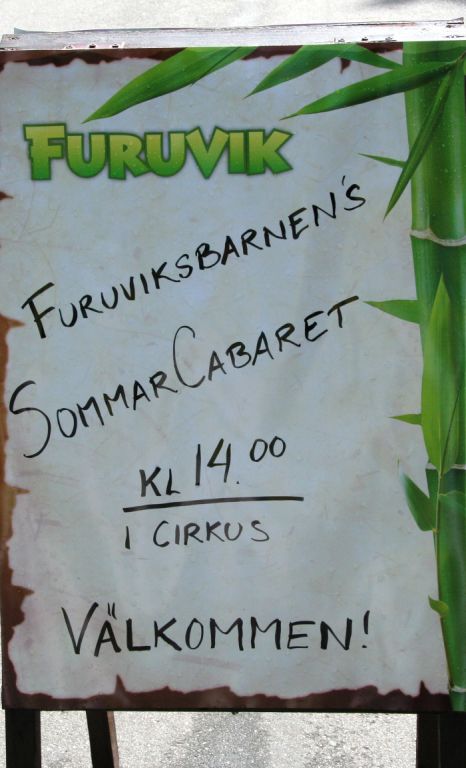 FURUVIK
FURUVIKSBARNEN'S
SOMMARCABARET
KL 14.00
I CIRKUS
VÄLKOMMEN!